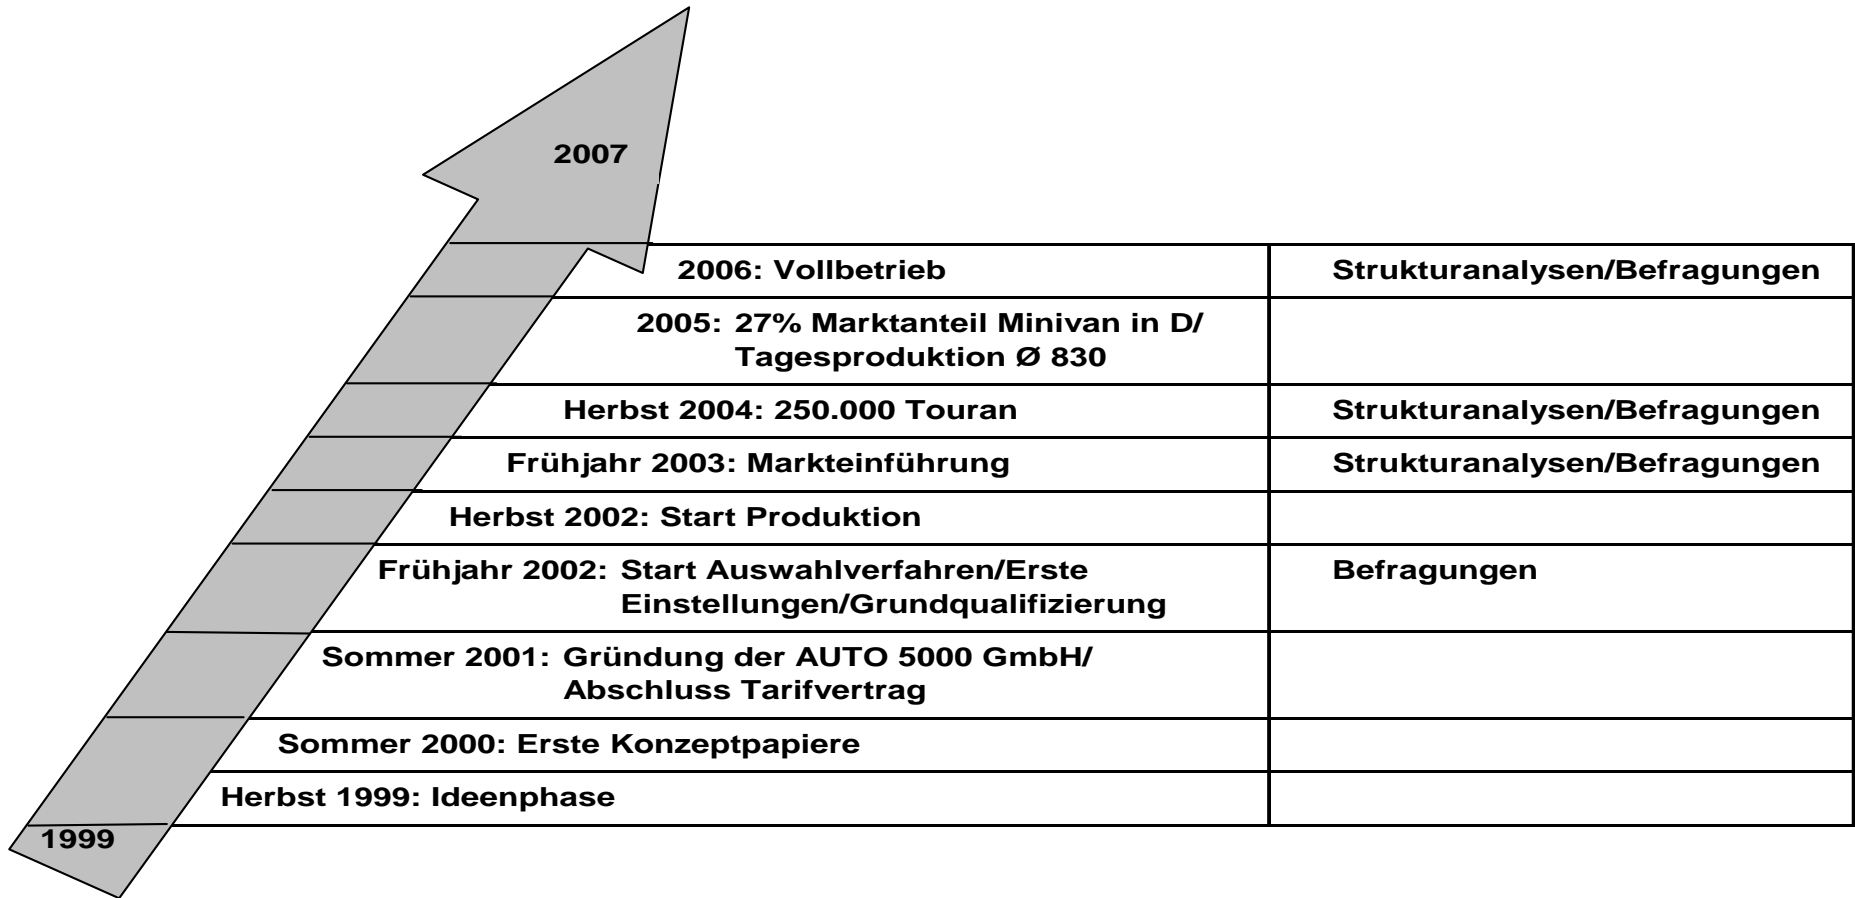 2007
2006: Vollbetrieb
Strukturanalysen/Befragungen
2005: 27% Marktanteil Minivan in D/
Tagesproduktion Ø 830
Herbst 2004: 250.000 Touran
Strukturanalysen/Befragungen
Frühjahr 2003: Markteinführung
Strukturanalysen/Befragungen
Herbst 2002: Start Produktion
Frühjahr 2002: Start Auswahlverfahren/Erste
Einstellungen/Grundqualifizierung
Befragungen
Sommer 2001: Gründung der AUTO 5000 GmbH/
Abschluss Tarifvertrag
Sommer 2000: Erste Konzeptpapiere
Herbst 1999: Ideenphase
1999